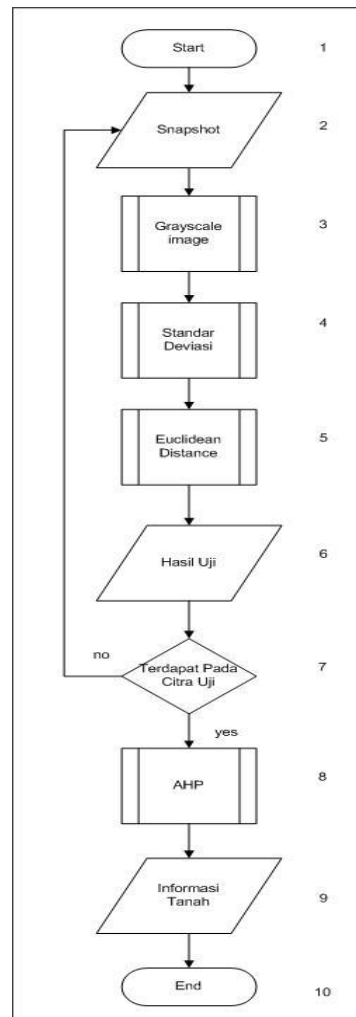 Start 1
Snapshot 2
Grayscale 3
image
Standar 4
Deviasi
Euclidean 5
Distance
Hasil Uji 6
no
Terdapat Pada 7
Citra Uji
yes
AHP 8
Informasi 9
Tanah
End 10